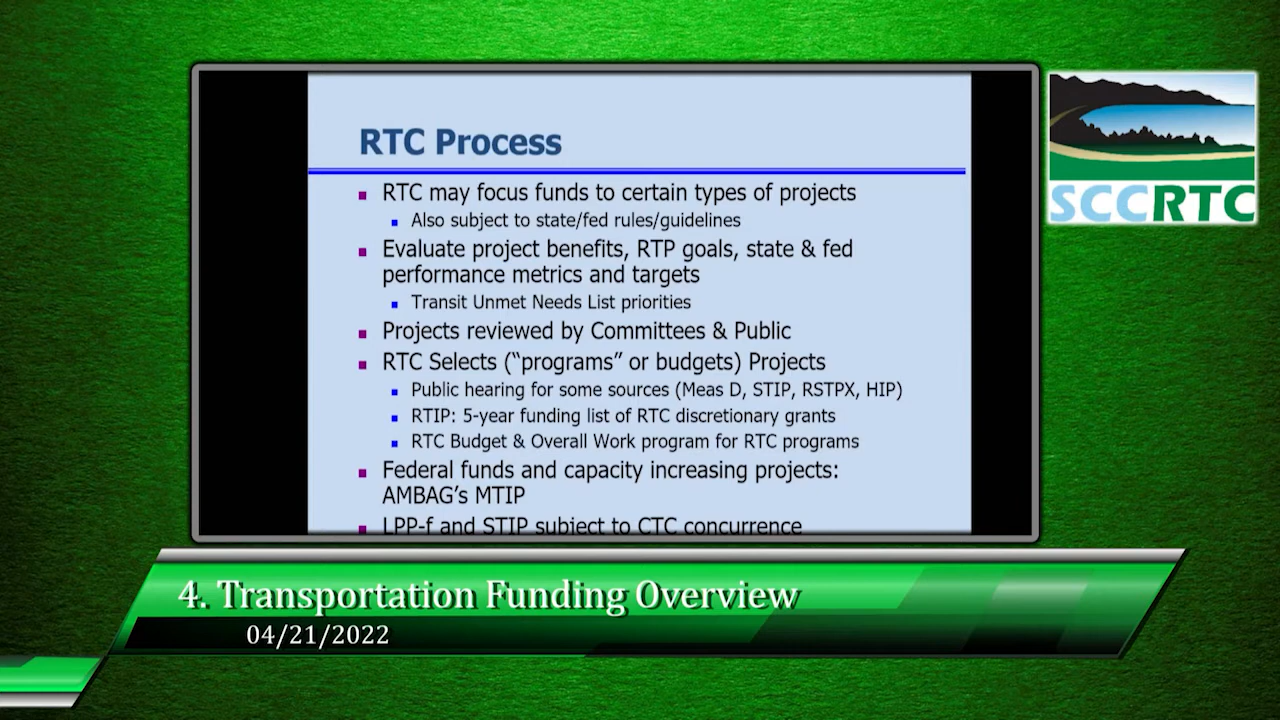 RTC Process
RTC may focus funds to certain types of projects
Also subject to state/fed rules/guidelines
Evaluate project benefits, RTP goals, state & fed
performance metrics and targets
Transit Unmet Needs List priorities
Projects reviewed by Committees & Public
RTC Selects (“programs” or budgets) Projects
Public hearing for some sources (Meas D, STIP, RSTPX, HIP)
RTIP: 5-year funding list of RTC discretionary grants
RTC Budget & Overall Work program for RTC programs
Federal funds and capacity increasing projects:
AMBAG’s MTIP
LPP-f and STIP subject to CTC concurrence
SCCRTC
4. Transportation Funding Overview
04/21/2022